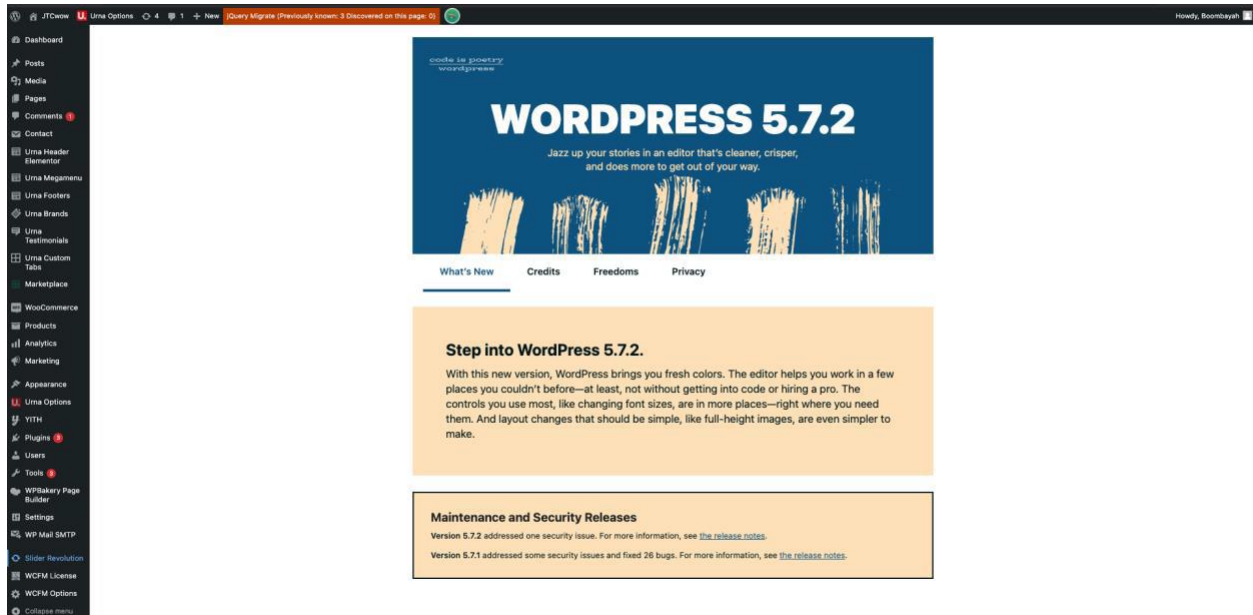 JTCwow Urna Options 4 1 New jQuery Migrate (Previously known: 3 Discovered on this page: 0) Howdy, Boombayah
Dashboard
Posts
Media
Pages
Comments 1
Contact
Urna Header
Elementor
Urna Megamenu
Urna Footers
Urna Brands
Urna
Testimonials
Urna Custom
Tabs
Marketplace
WooCommerce
Products
Analytics
Marketing
Appearance
Urna Options
YITH
Plugins
Users
Tools
WPBakery Page
Builder
Settings
WP Mail SMTP
Slider Revolution
WCFM License
WCFM Options
Collapse menu
code is poetry
wordpress
WORDPRESS 5.7.2
Jazz up your stories in an editor that's cleaner, crisper,
and does more to get out of your way.
What's New Credits Freedoms Privacy
Step into WordPress 5.7.2.
With this new version, WordPress brings you fresh colors. The editor helps you work in a few
places you couldn't before—at least, not without getting into code or hiring a pro. The
controls you use most, like changing font sizes, are in more places—right where you need
them. And layout changes that should be simple, like full-height images, are even simpler to
make.
Maintenance and Security Releases
Version 5.7.2 addressed one security issue. For more information, see the release notes.
Version 5.7.1 addressed some security issues and fixed 26 bugs. For more information, see the release notes.